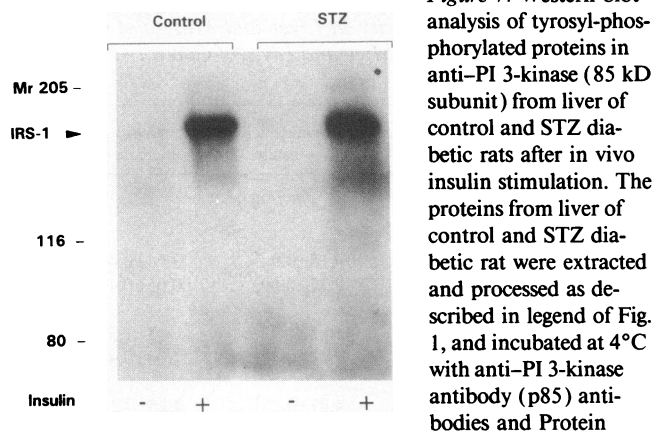 Control STZ
Mr 205 –
IRS-1
116 –
80 –
Insulin - + - +
analysis of tyrosyl-phos-
phorylated proteins in
anti–PI 3-kinase (85 kD
subunit) from liver of
control and STZ dia-
betic rats after in vivo
insulin stimulation. The
proteins from liver of
control and STZ dia-
betic rat were extracted
and processed as de-
scribed in legend of Fig.
1, and incubated at 4°C
with anti–PI 3-kinase
antibody (p85) anti-
bodies and Protein